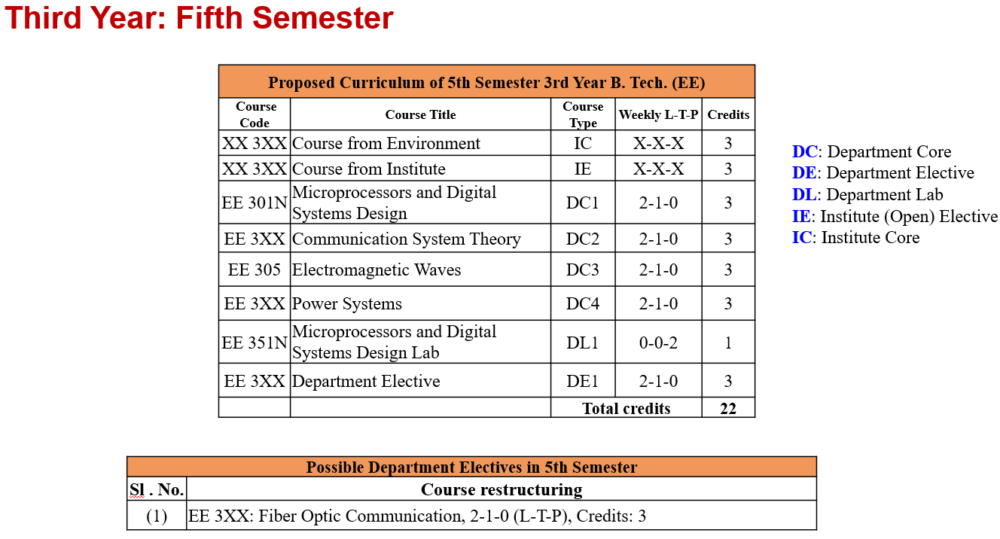 Third Year: Fifth Semester
Proposed Curriculum of 5th Semester 3rd Year B. Tech. (EE)
Course Code Course Title Course Type Weekly L-T-P Credits
XX 3XX Course from Environment IC X-X-X 3
XX 3XX Course from Institute IE X-X-X 3
EE 301N Microprocessors and Digital Systems Design DC1 2-1-0 3
EE 3XX Communication System Theory DC2 2-1-0 3
EE 305 Electromagnetic Waves DC3 2-1-0 3
EE 3XX Power Systems DC4 2-1-0 3
EE 351N Microprocessors and Digital Systems Design Lab DL1 0-0-2 1
EE 3XX Department Elective DE1 2-1-0 3
Total credits 22
DC: Department Core
DE: Department Elective
DL: Department Lab
IE: Institute (Open) Elective
IC: Institute Core
Possible Department Electives in 5th Semester
Sl . No. Course restructuring
(1) EE 3XX: Fiber Optic Communication, 2-1-0 (L-T-P), Credits: 3